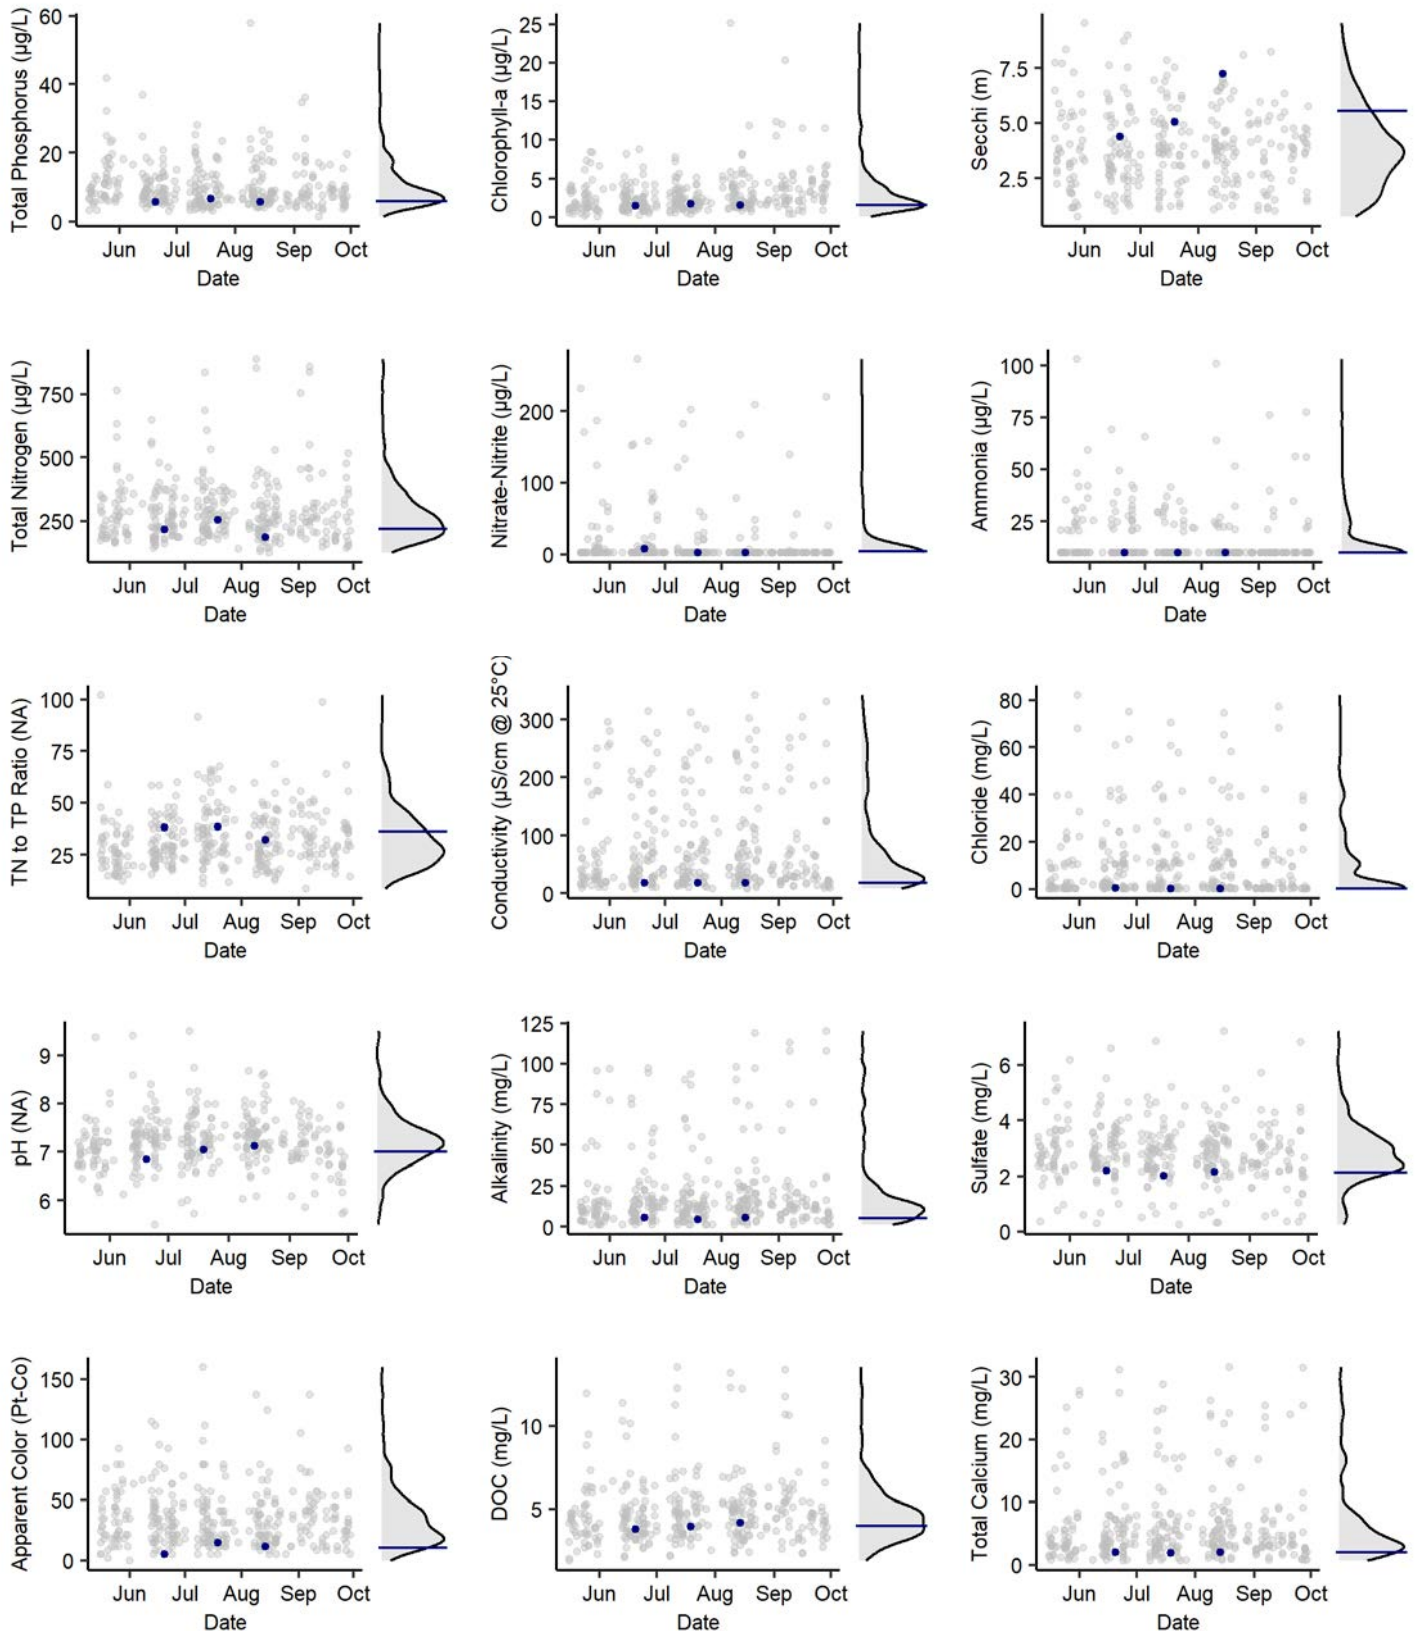 Total Phosphorus (µg/L)
60
40
20
0
Jun Jul Aug Sep Oct
Date
Chlorophyll-a (µg/L)
25
20
15
10
5
0
Jun Jul Aug Sep Oct
Date
Secchi (m)
7.5
5.0
2.5
Jun Jul Aug Sep Oct
Date
Total Nitrogen (µg/L)
750
500
250
Jun Jul Aug Sep Oct
Date
Nitrate-Nitrite (µg/L)
200
100
0
Jun Jul Aug Sep Oct
Date
Ammonia (µg/L)
100
75
50
25
Jun Jul Aug Sep Oct
Date
TN to TP Ratio (NA)
100
75
50
25
Jun Jul Aug Sep Oct
Date
Conductivity (µS/cm @ 25°C)
300
200
100
0
Jun Jul Aug Sep Oct
Date
Chloride (mg/L)
80
60
40
20
0
Jun Jul Aug Sep Oct
Date
pH (NA)
9
8
7
6
Jun Jul Aug Sep Oct
Date
Alkalinity (mg/L)
125
100
75
50
25
0
Jun Jul Aug Sep Oct
Date
Sulfate (mg/L)
6
4
2
0
Jun Jul Aug Sep Oct
Date
Apparent Color (Pt-Co)
150
100
50
0
Jun Jul Aug Sep Oct
Date
DOC (mg/L)
10
5
Jun Jul Aug Sep Oct
Date
Total Calcium (mg/L)
30
20
10
0
Jun Jul Aug Sep Oct
Date